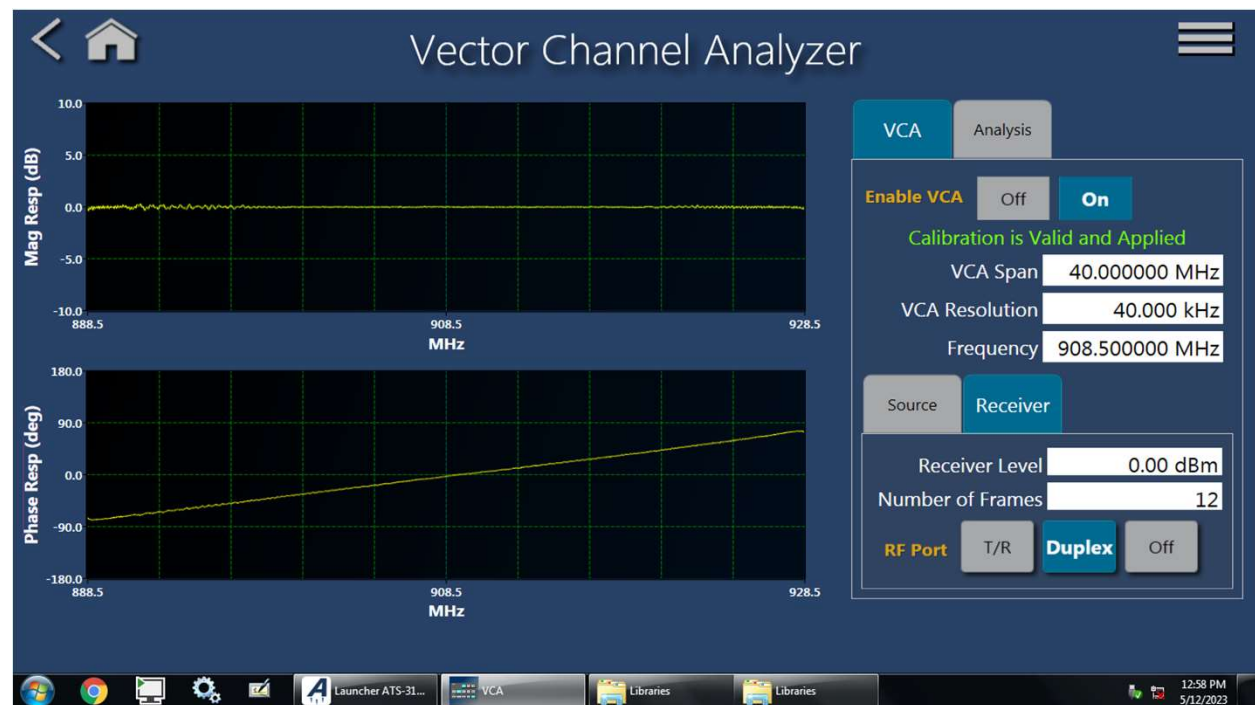 Vector Channel Analyzer
10.0
5.0
0.0
-5.0
-10.0
Mag Resp (dB)
888.5
908.5
928.5
MHz
180.0
90.0
0.0
-90.0
-180.0
Phase Resp (deg)
888.5
908.5
928.5
MHz
VCA
Analysis
Enable VCA
Off
On
Calibration is Valid and Applied
VCA Span
40.000000 MHz
VCA Resolution
40.000 kHz
Frequency
908.500000 MHz
Source
Receiver
Receiver Level
0.00 dBm
Number of Frames
12
RF Port
T/R
Duplex
Off
Launcher ATS-31...
VCA
Libraries
Libraries
12:58 PM
5/12/2023